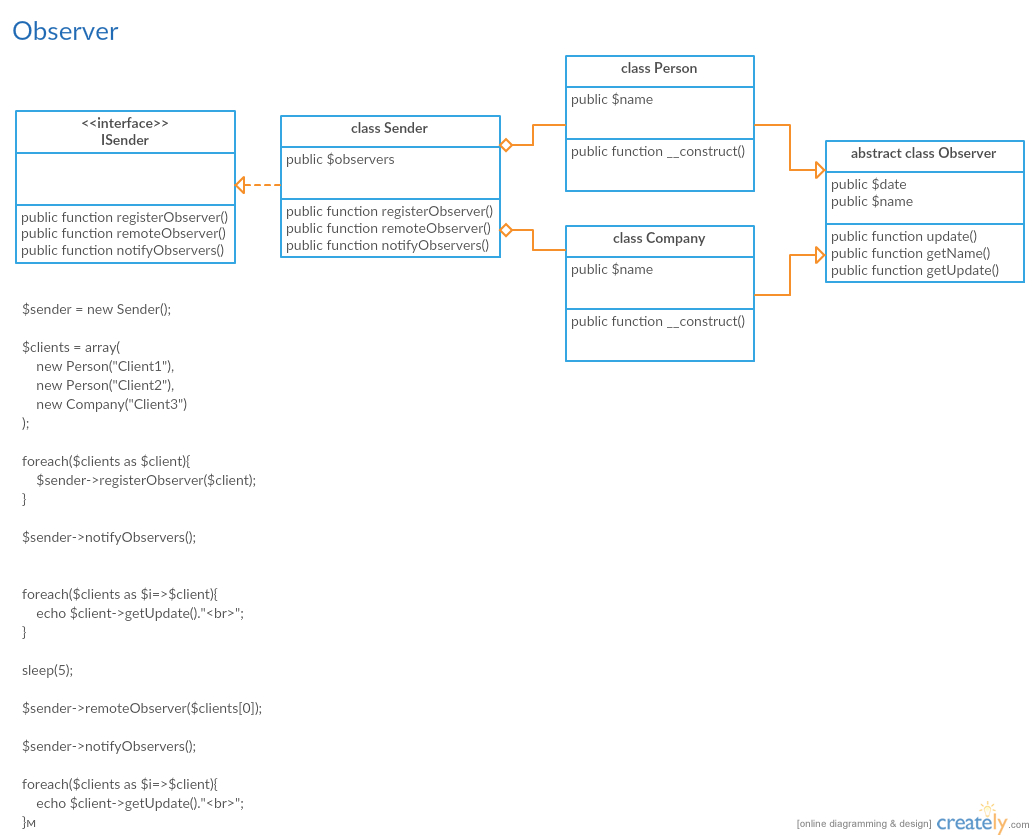 Observer
<<interface>>
ISender
public function registerObserver()
public function remoteObserver()
public function notifyObservers()
class Sender
public $observers
public function registerObserver()
public function remoteObserver()
public function notifyObservers()
class Person
public $name
public function __construct()
class Company
public $name
public function __construct()
abstract class Observer
public $date
public $name
public function update()
public function getName()
public function getUpdate()
$sender = new Sender();
$clients = array(
new Person("Client1"),
new Person("Client2"),
new Company("Client3")
);
foreach($clients as $client){
$sender->registerObserver($client);
}
$sender->notifyObservers();
foreach($clients as $i=>$client){
echo $client->getUpdate()."<br>";
}
sleep(5);
$sender->remoteObserver($clients[0]);
$sender->notifyObservers();
foreach($clients as $i=>$client){
echo $client->getUpdate()."<br>";
}м
[online diagramming & design] creately.com